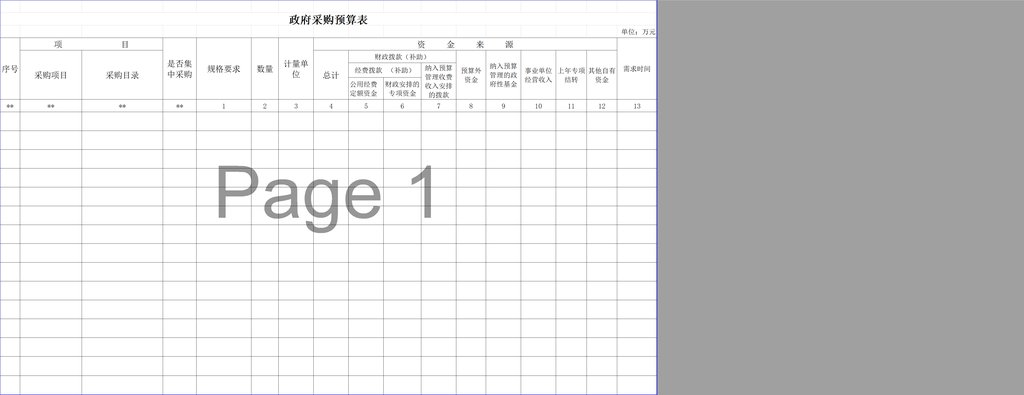 政府采购预算表
单位：万元
项 目
资 金 来 源
序号
采购项目
采购目录
是否集
中采购
规格要求
数量
计量单
位
总计
财政拨款（补助）
经费拨款 （补助）
公用经费
定额资金
财政安排的
专项资金
纳入预算
管理收费
收入安排
的拨款
预算外
资金
纳入预算
管理的政
府性基金
事业单位
经营收入
上年专项
结转
其他自有
资金
需求时间
** ** ** ** 1 2 3 4 5 6 7 8 9 10 11 12 13
Page 1